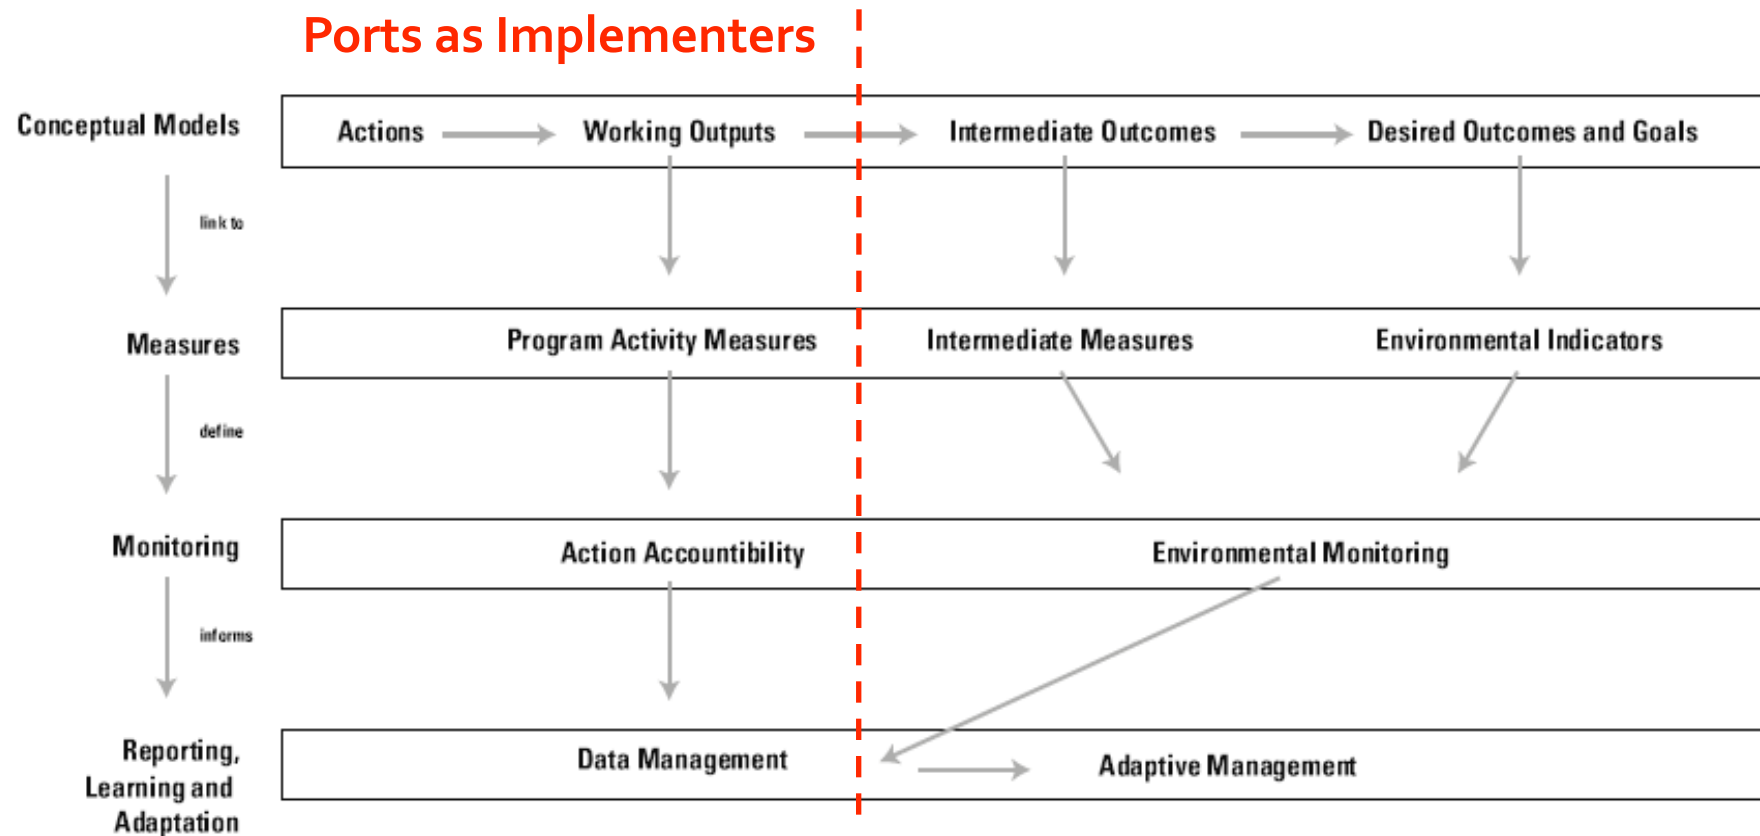 Ports as Implementers
Conceptual Models
Actions
Working Outputs
Intermediate Outcomes
Desired Outcomes and Goals
link to
Measures
Program Activity Measures
Intermediate Measures
Environmental Indicators
define
Monitoring
Action Accountibility
Environmental Monitoring
informs
Reporting,
Learning and
Adaptation
Data Management
Adaptive Management